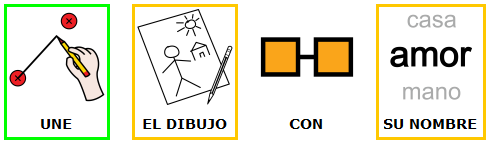 casa
amor
mano
UNE
EL DIBUJO
CON
SU NOMBRE